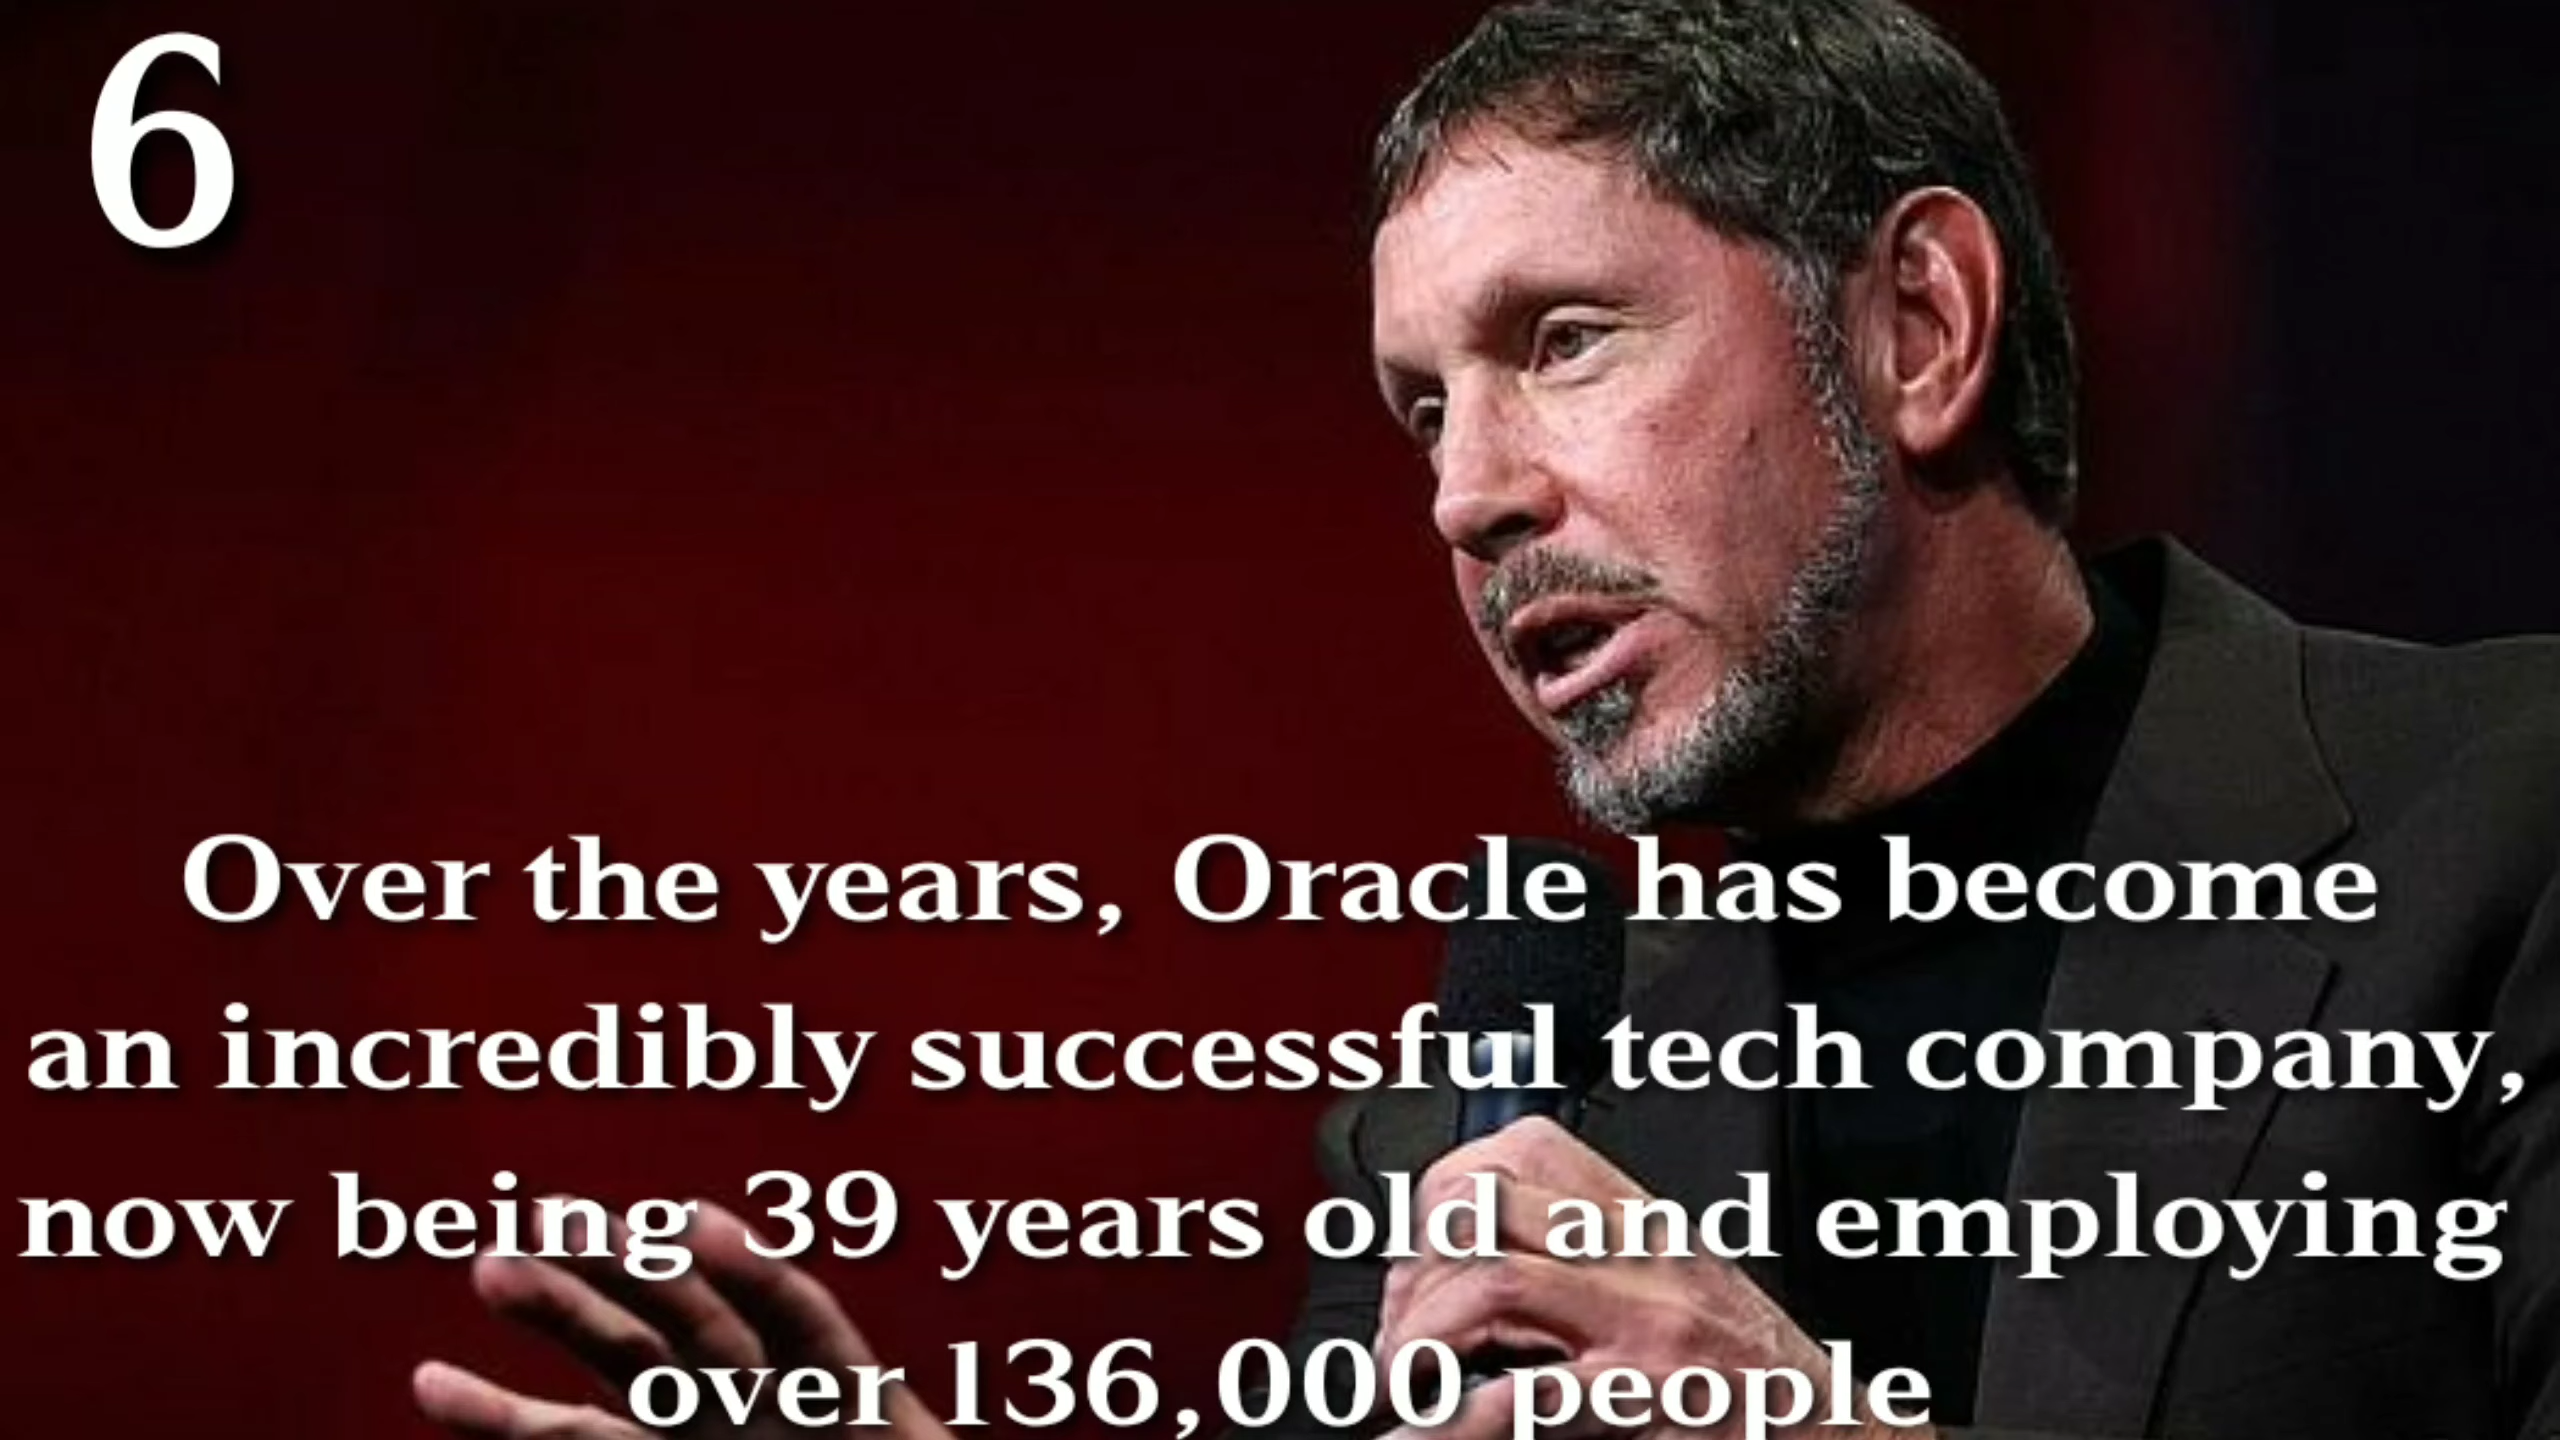 6
Over the years, Oracle has become
an incredibly successful tech company,
now being 39 years old and employing
over 136,000 people